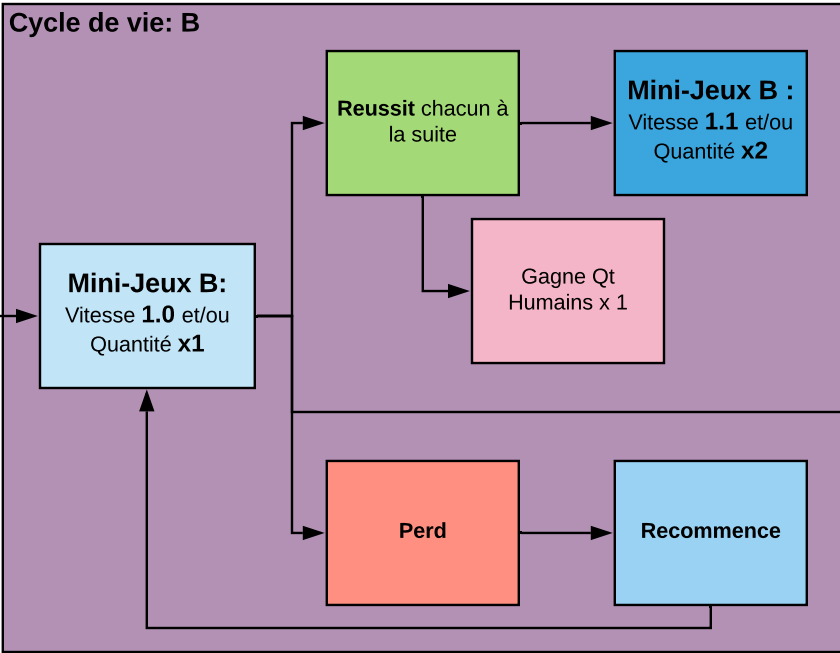 Cycle de vie: B
Reussit chacun à
la suite
Mini-Jeux B :
Vitesse 1.1 et/ou
Quantité x2
Gagne Qt
Humains x 1
Mini-Jeux B:
Vitesse 1.0 et/ou
Quantité x1
Perd
Recommence